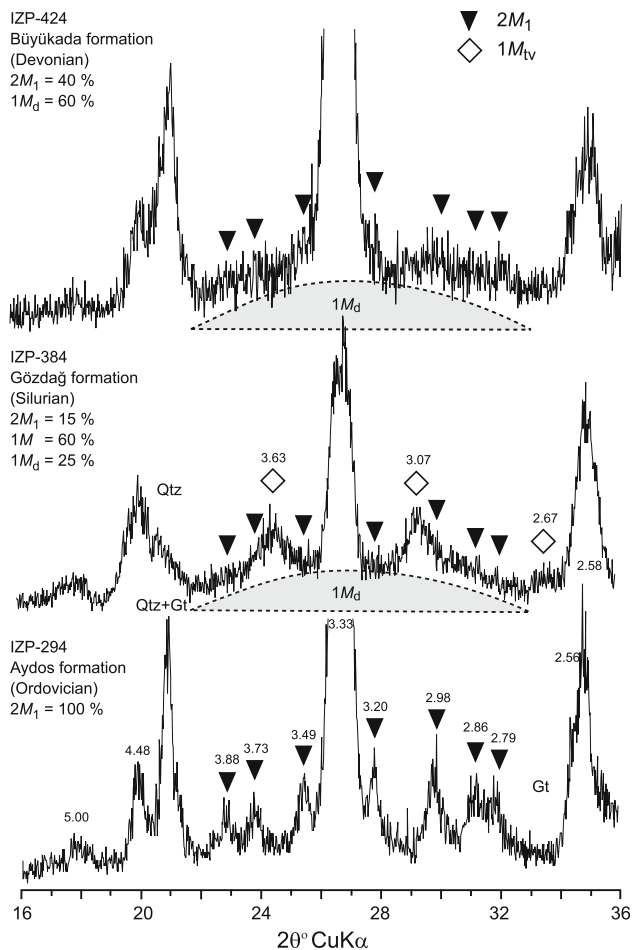 IZP-424
Büyükada formation
(Devonian)
2M1 = 40 %
1Md = 60 %
2M1
1Mtv
1Md
IZP-384
Gözdağ formation
(Silurian)
2M1 = 15 %
1M = 60 %
1Md = 25 %
Qtz
3.63
3.07
2.67
2.58
1Md
Qtz+Gt
3.33
IZP-294
Aydos formation
(Ordovician)
2M1 = 100 %
5.00
4.48
3.88
3.73
3.49
3.20
2.98
2.86
2.79
2.56
Gt
16 20 24 28 32 36
2θ° CuKα